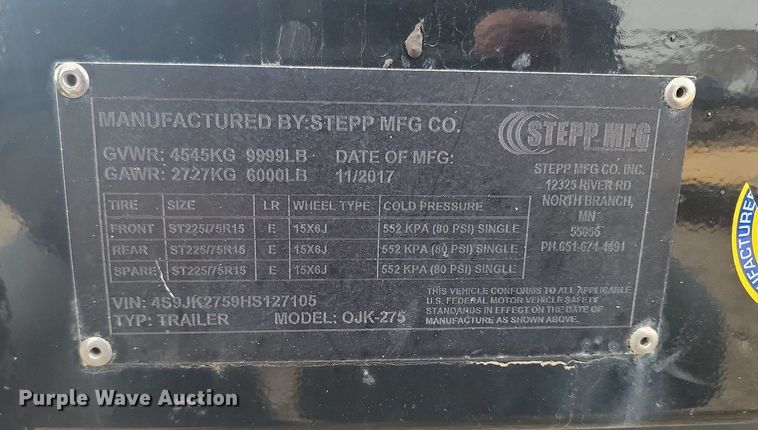 MANUFACTURED BY: STEPP MFG CO.
STEPP MFG
GVWR: 4545KG 9999LB DATE OF MFG:
GAWR: 2727KG 6000LB 11/2017
STEPP MFG CO. INC.
12325 RIVER RD
NORTH BRANCH,
MN
55056
PH.651-674-4491
TIRE SIZE LR WHEEL TYPE COLD PRESSURE
FRONT ST225/75R15 E 15X6J 552 KPA (80 PSI) SINGLE
REAR ST225/75R15 E 15X6J 552 KPA (80 PSI) SINGLE
SPARE ST225/75R15 E 15X6J 552 KPA (80 PSI) SINGLE
VIN: 4S9JK2759HS127105
TYP: TRAILER MODEL: OJK-275
THIS VEHICLE CONFORMS TO ALL APPLICABLE
U.S. FEDERAL MOTOR VEHICLE SAFETY
STANDARDS IN EFFECT ON THE DATE OF
MANUFACTURE AS SHOWN ABOVE.
Purple Wave Auction